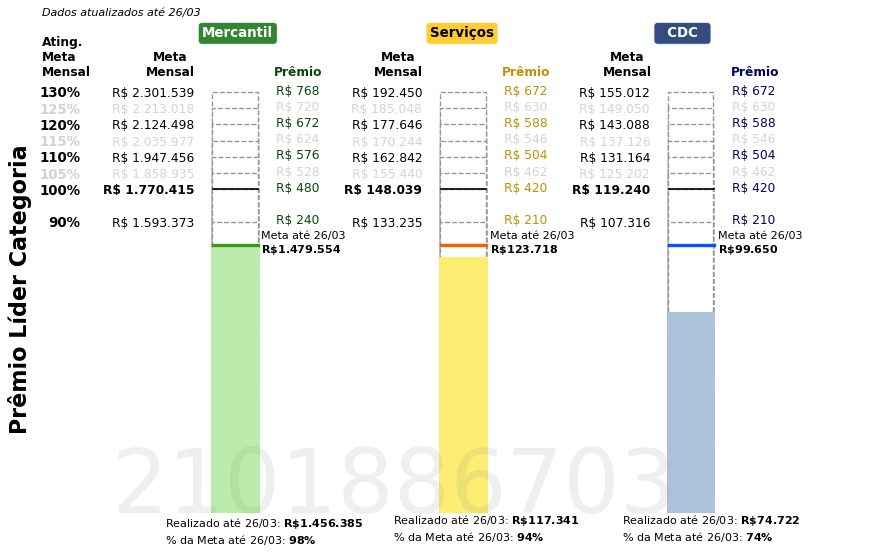 Dados atualizados até 26/03
Mercantil Serviços CDC
Ating. Meta Mensal
Meta Mensal Prêmio Meta Mensal Prêmio Meta Mensal Prêmio
130% R$ 2.301.539 R$ 768 R$ 192.450 R$ 672 R$ 155.012 R$ 672
125% R$ 2.213.018 R$ 720 R$ 185.048 R$ 630 R$ 149.050 R$ 630
120% R$ 2.124.498 R$ 672 R$ 177.646 R$ 588 R$ 143.088 R$ 588
115% R$ 2.035.977 R$ 624 R$ 170.244 R$ 546 R$ 137.126 R$ 546
110% R$ 1.947.456 R$ 576 R$ 162.842 R$ 504 R$ 131.164 R$ 504
105% R$ 1.858.935 R$ 528 R$ 155.440 R$ 462 R$ 125.202 R$ 462
100% R$ 1.770.415 R$ 480 R$ 148.039 R$ 420 R$ 119.240 R$ 420
90% R$ 1.593.373 R$ 240 R$ 133.235 R$ 210 R$ 107.316 R$ 210
Meta até 26/03 Meta até 26/03 Meta até 26/03
R$1.479.554 R$123.718 R$99.650
Prêmio Líder Categoria
2101886703
Realizado até 26/03: R$1.456.385 Realizado até 26/03: R$117.341 Realizado até 26/03: R$74.722
% da Meta até 26/03: 98% % da Meta até 26/03: 94% % da Meta até 26/03: 74%